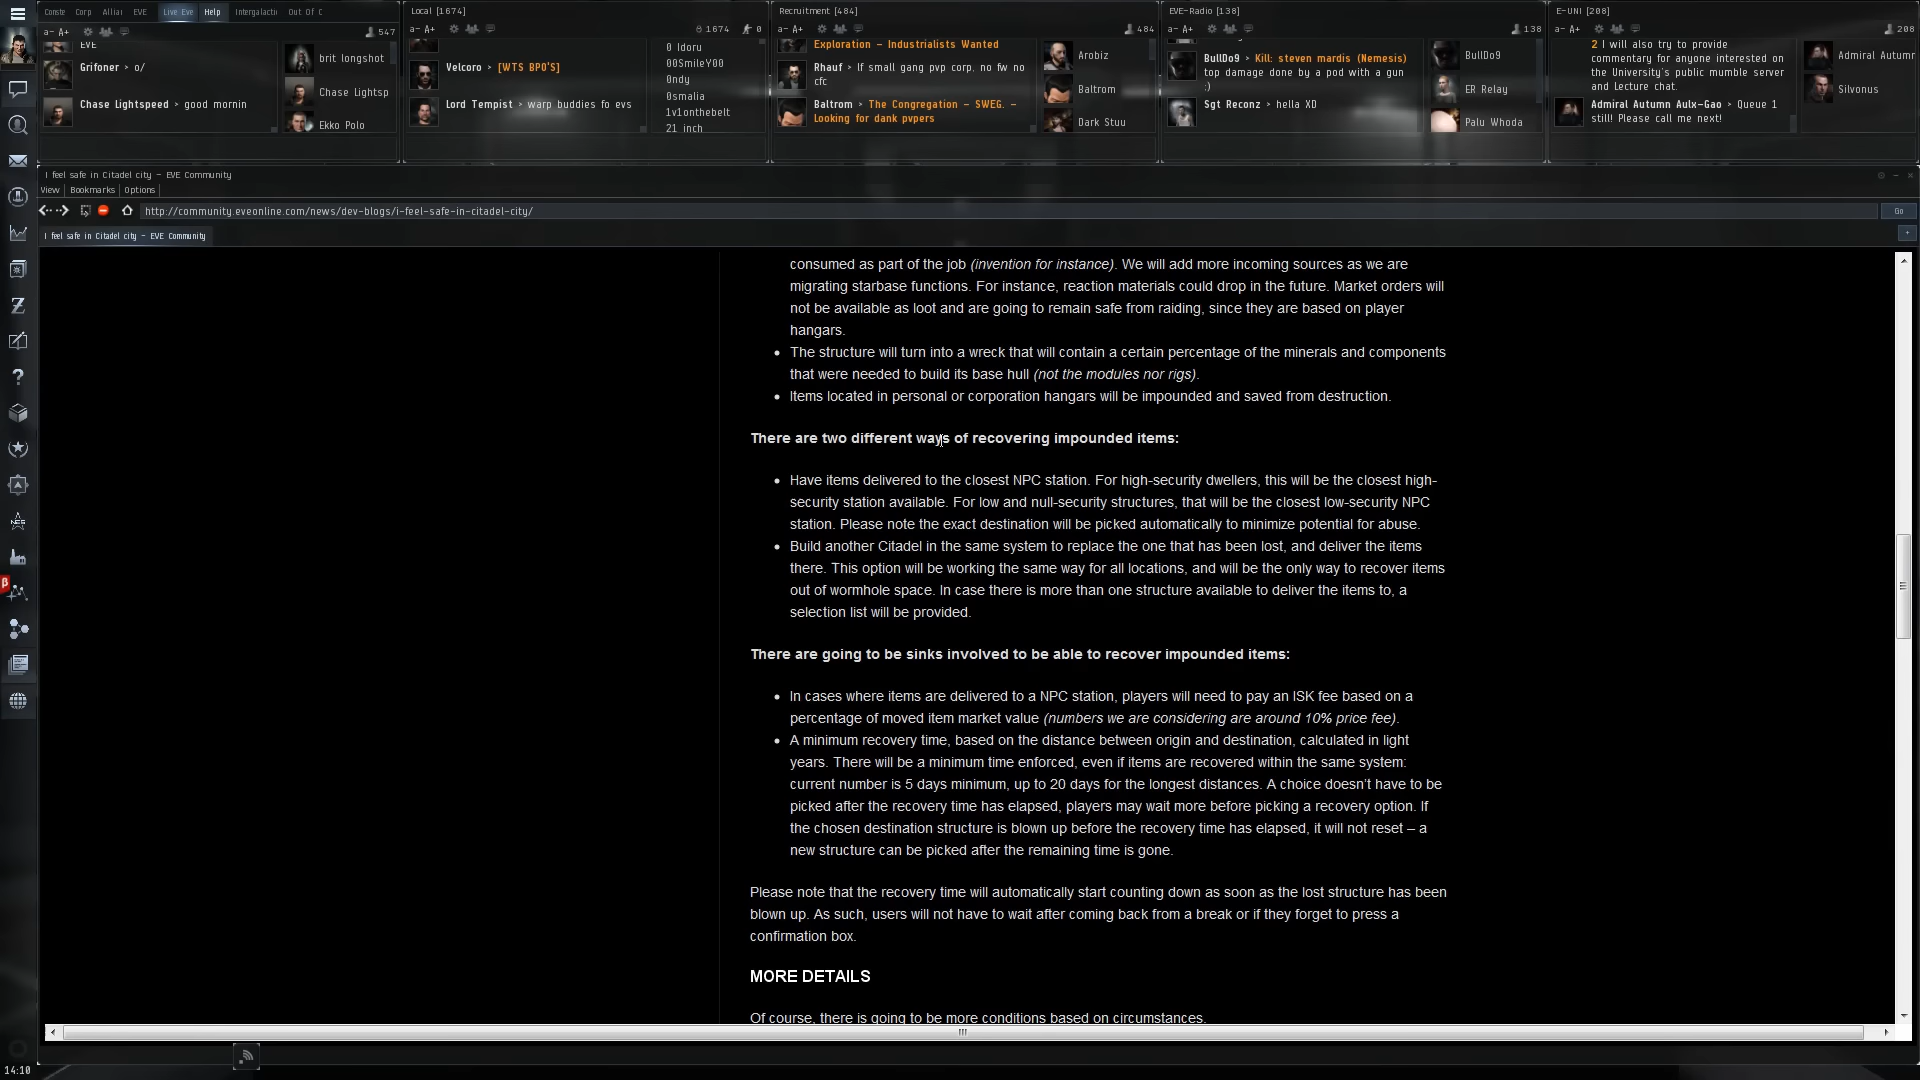 Conste Corp Allian EVE Live Eve Help Intergalacti Out Of C
a- A+ 547
EVE
Grifoner > o/
Chase Lightspeed > good mornin
brit longshot
Chase Lightsp
Ekko Polo
Local [1674]
a- A+ 1674 0
Velcoro > [WTS BPO'S]
Lord Tempist > warp buddies fo evs
0 Idoru
00SmileY00
0ndy
0smalia
1v1onthebelt
21 inch
Recruitment [484]
a- A+ 484
Exploration – Industrialists Wanted
Rhauf > If small gang pvp corp, no fw no
cfc
Baltrom > The Congregation – SWEG. –
Looking for dank pvpers
Arobiz
Baltrom
Dark Stuu
EVE-Radio [138]
a- A+ 138
BullDo9 > Kill: steven mardis (Nemesis)
top damage done by a pod with a gun
:)
Sgt Reconz > hella XD
BullDo9
ER Relay
Palu Whoda
E-UNI [208]
a- A+ 208
2 I will also try to provide
commentary for anyone interested on
the University's public mumble server
and Lecture chat.
Admiral Autumn Aulx-Gao > Queue 1
still! Please call me next!
Admiral Autumr
Silvonus
I feel safe in Citadel city – EVE Community
View Bookmarks Options
http://community.eveonline.com/news/dev-blogs/i-feel-safe-in-citadel-city/
Go
I feel safe in Citadel city – EVE Community
consumed as part of the job (invention for instance). We will add more incoming sources as we are
migrating starbase functions. For instance, reaction materials could drop in the future. Market orders will
not be available as loot and are going to remain safe from raiding, since they are based on player
hangars.
• The structure will turn into a wreck that will contain a certain percentage of the minerals and components
that were needed to build its base hull (not the modules nor rigs).
• Items located in personal or corporation hangars will be impounded and saved from destruction.
There are two different ways of recovering impounded items:
• Have items delivered to the closest NPC station. For high-security dwellers, this will be the closest high-
security station available. For low and null-security structures, that will be the closest low-security NPC
station. Please note the exact destination will be picked automatically to minimize potential for abuse.
• Build another Citadel in the same system to replace the one that has been lost, and deliver the items
there. This option will be working the same way for all locations, and will be the only way to recover items
out of wormhole space. In case there is more than one structure available to deliver the items to, a
selection list will be provided.
There are going to be sinks involved to be able to recover impounded items:
• In cases where items are delivered to a NPC station, players will need to pay an ISK fee based on a
percentage of moved item market value (numbers we are considering are around 10% price fee).
• A minimum recovery time, based on the distance between origin and destination, calculated in light
years. There will be a minimum time enforced, even if items are recovered within the same system:
current number is 5 days minimum, up to 20 days for the longest distances. A choice doesn't have to be
picked after the recovery time has elapsed, players may wait more before picking a recovery option. If
the chosen destination structure is blown up before the recovery time has elapsed, it will not reset – a
new structure can be picked after the remaining time is gone.
Please note that the recovery time will automatically start counting down as soon as the lost structure has been
blown up. As such, users will not have to wait after coming back from a break or if they forget to press a
confirmation box.
MORE DETAILS
Of course, there is going to be more conditions based on circumstances.
β
14:10